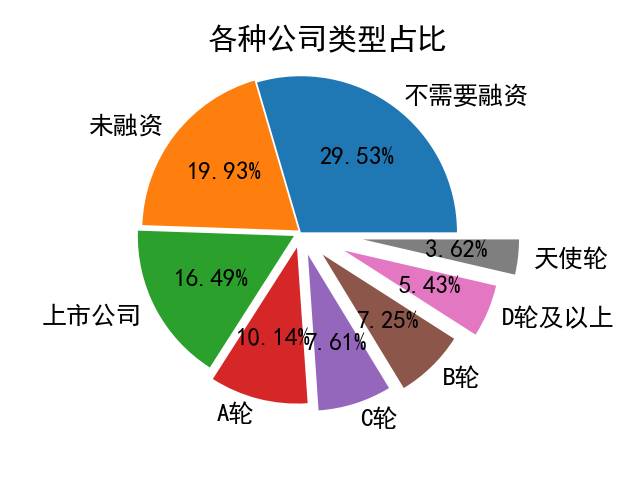 各种公司类型占比
不需要融资
29.53%
未融资
19.93%
上市公司
16.49%
A轮
10.14%
C轮
7.61%
B轮
7.25%
D轮及以上
5.43%
天使轮
3.62%